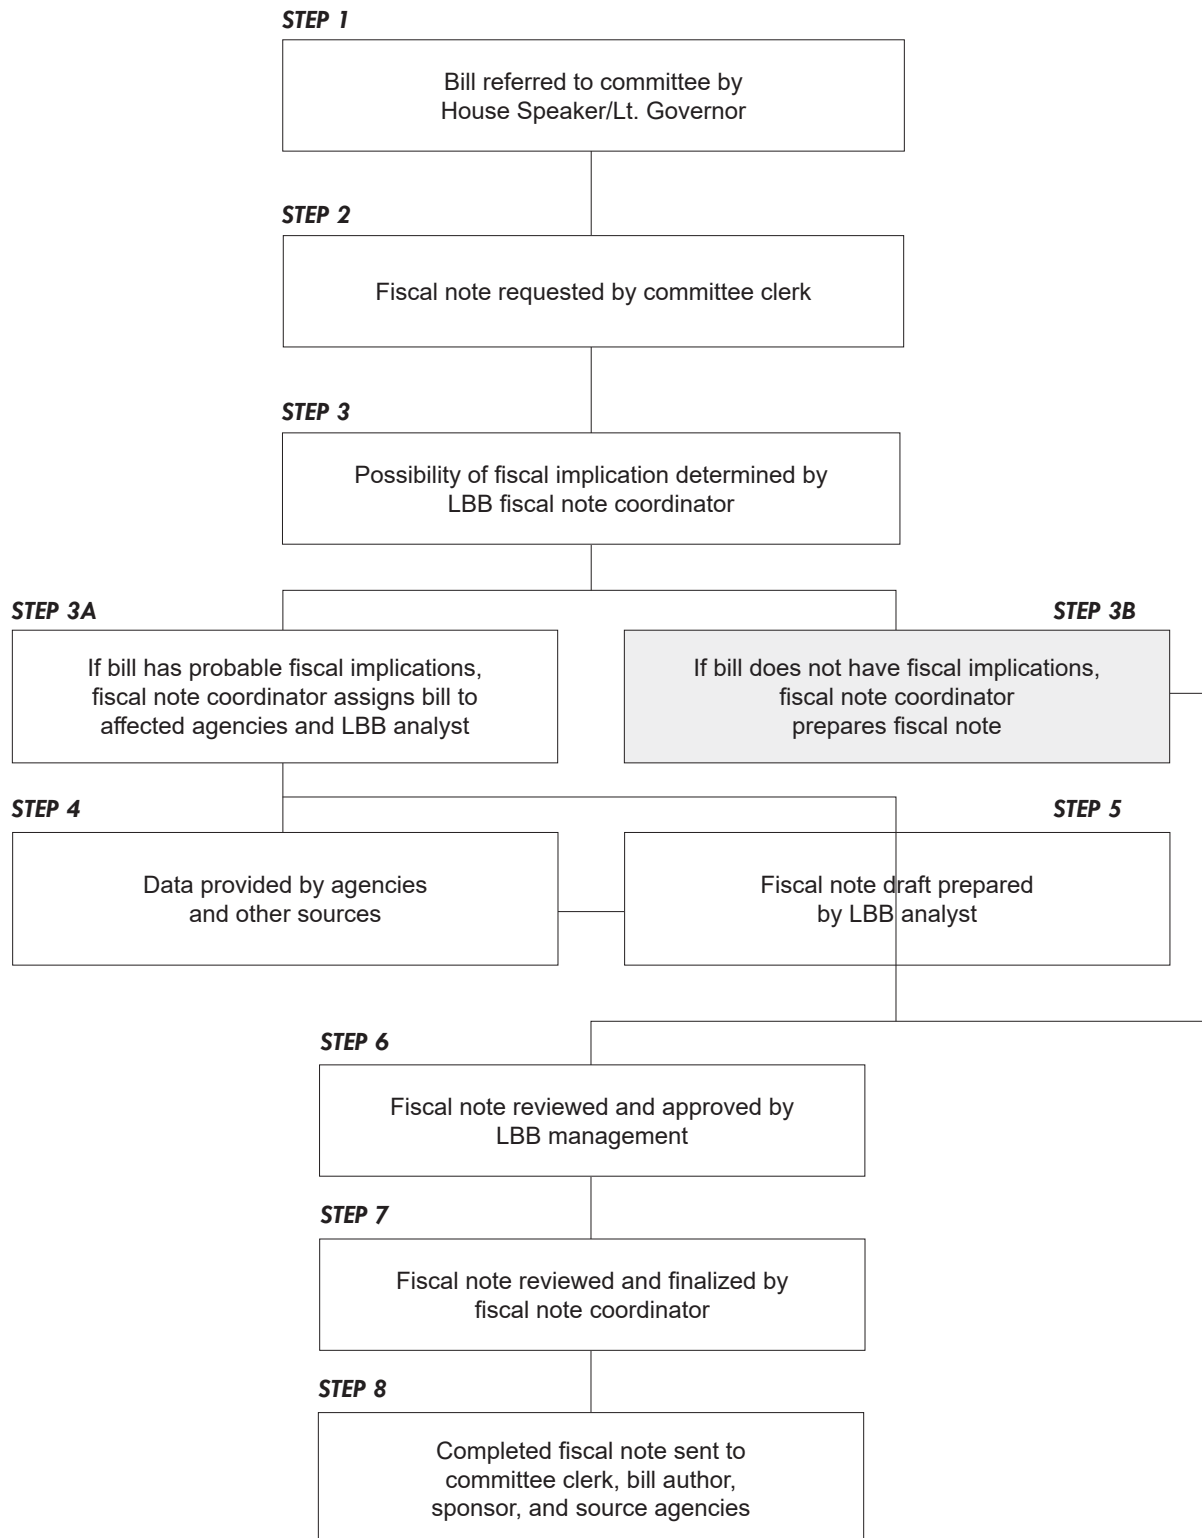 STEP 1
Bill referred to committee by
House Speaker/Lt. Governor
STEP 2
Fiscal note requested by committee clerk
STEP 3
Possibility of fiscal implication determined by
LBB fiscal note coordinator
STEP 3A
If bill has probable fiscal implications,
fiscal note coordinator assigns bill to
affected agencies and LBB analyst
STEP 3B
If bill does not have fiscal implications,
fiscal note coordinator
prepares fiscal note
STEP 4
Data provided by agencies
and other sources
STEP 5
Fiscal note draft prepared
by LBB analyst
STEP 6
Fiscal note reviewed and approved by
LBB management
STEP 7
Fiscal note reviewed and finalized by
fiscal note coordinator
STEP 8
Completed fiscal note sent to
committee clerk, bill author,
sponsor, and source agencies